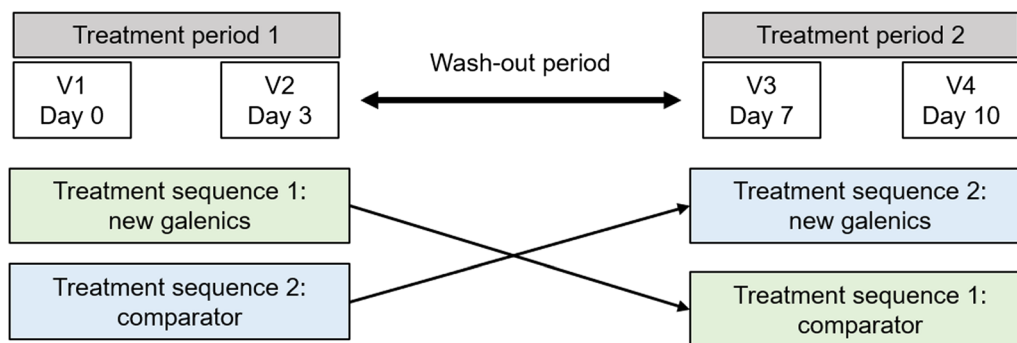 Treatment period 1
Treatment period 2
V1
Day 0
V2
Day 3
Wash-out period
V3
Day 7
V4
Day 10
Treatment sequence 1:
new galenics
Treatment sequence 2:
new galenics
Treatment sequence 2:
comparator
Treatment sequence 1:
comparator